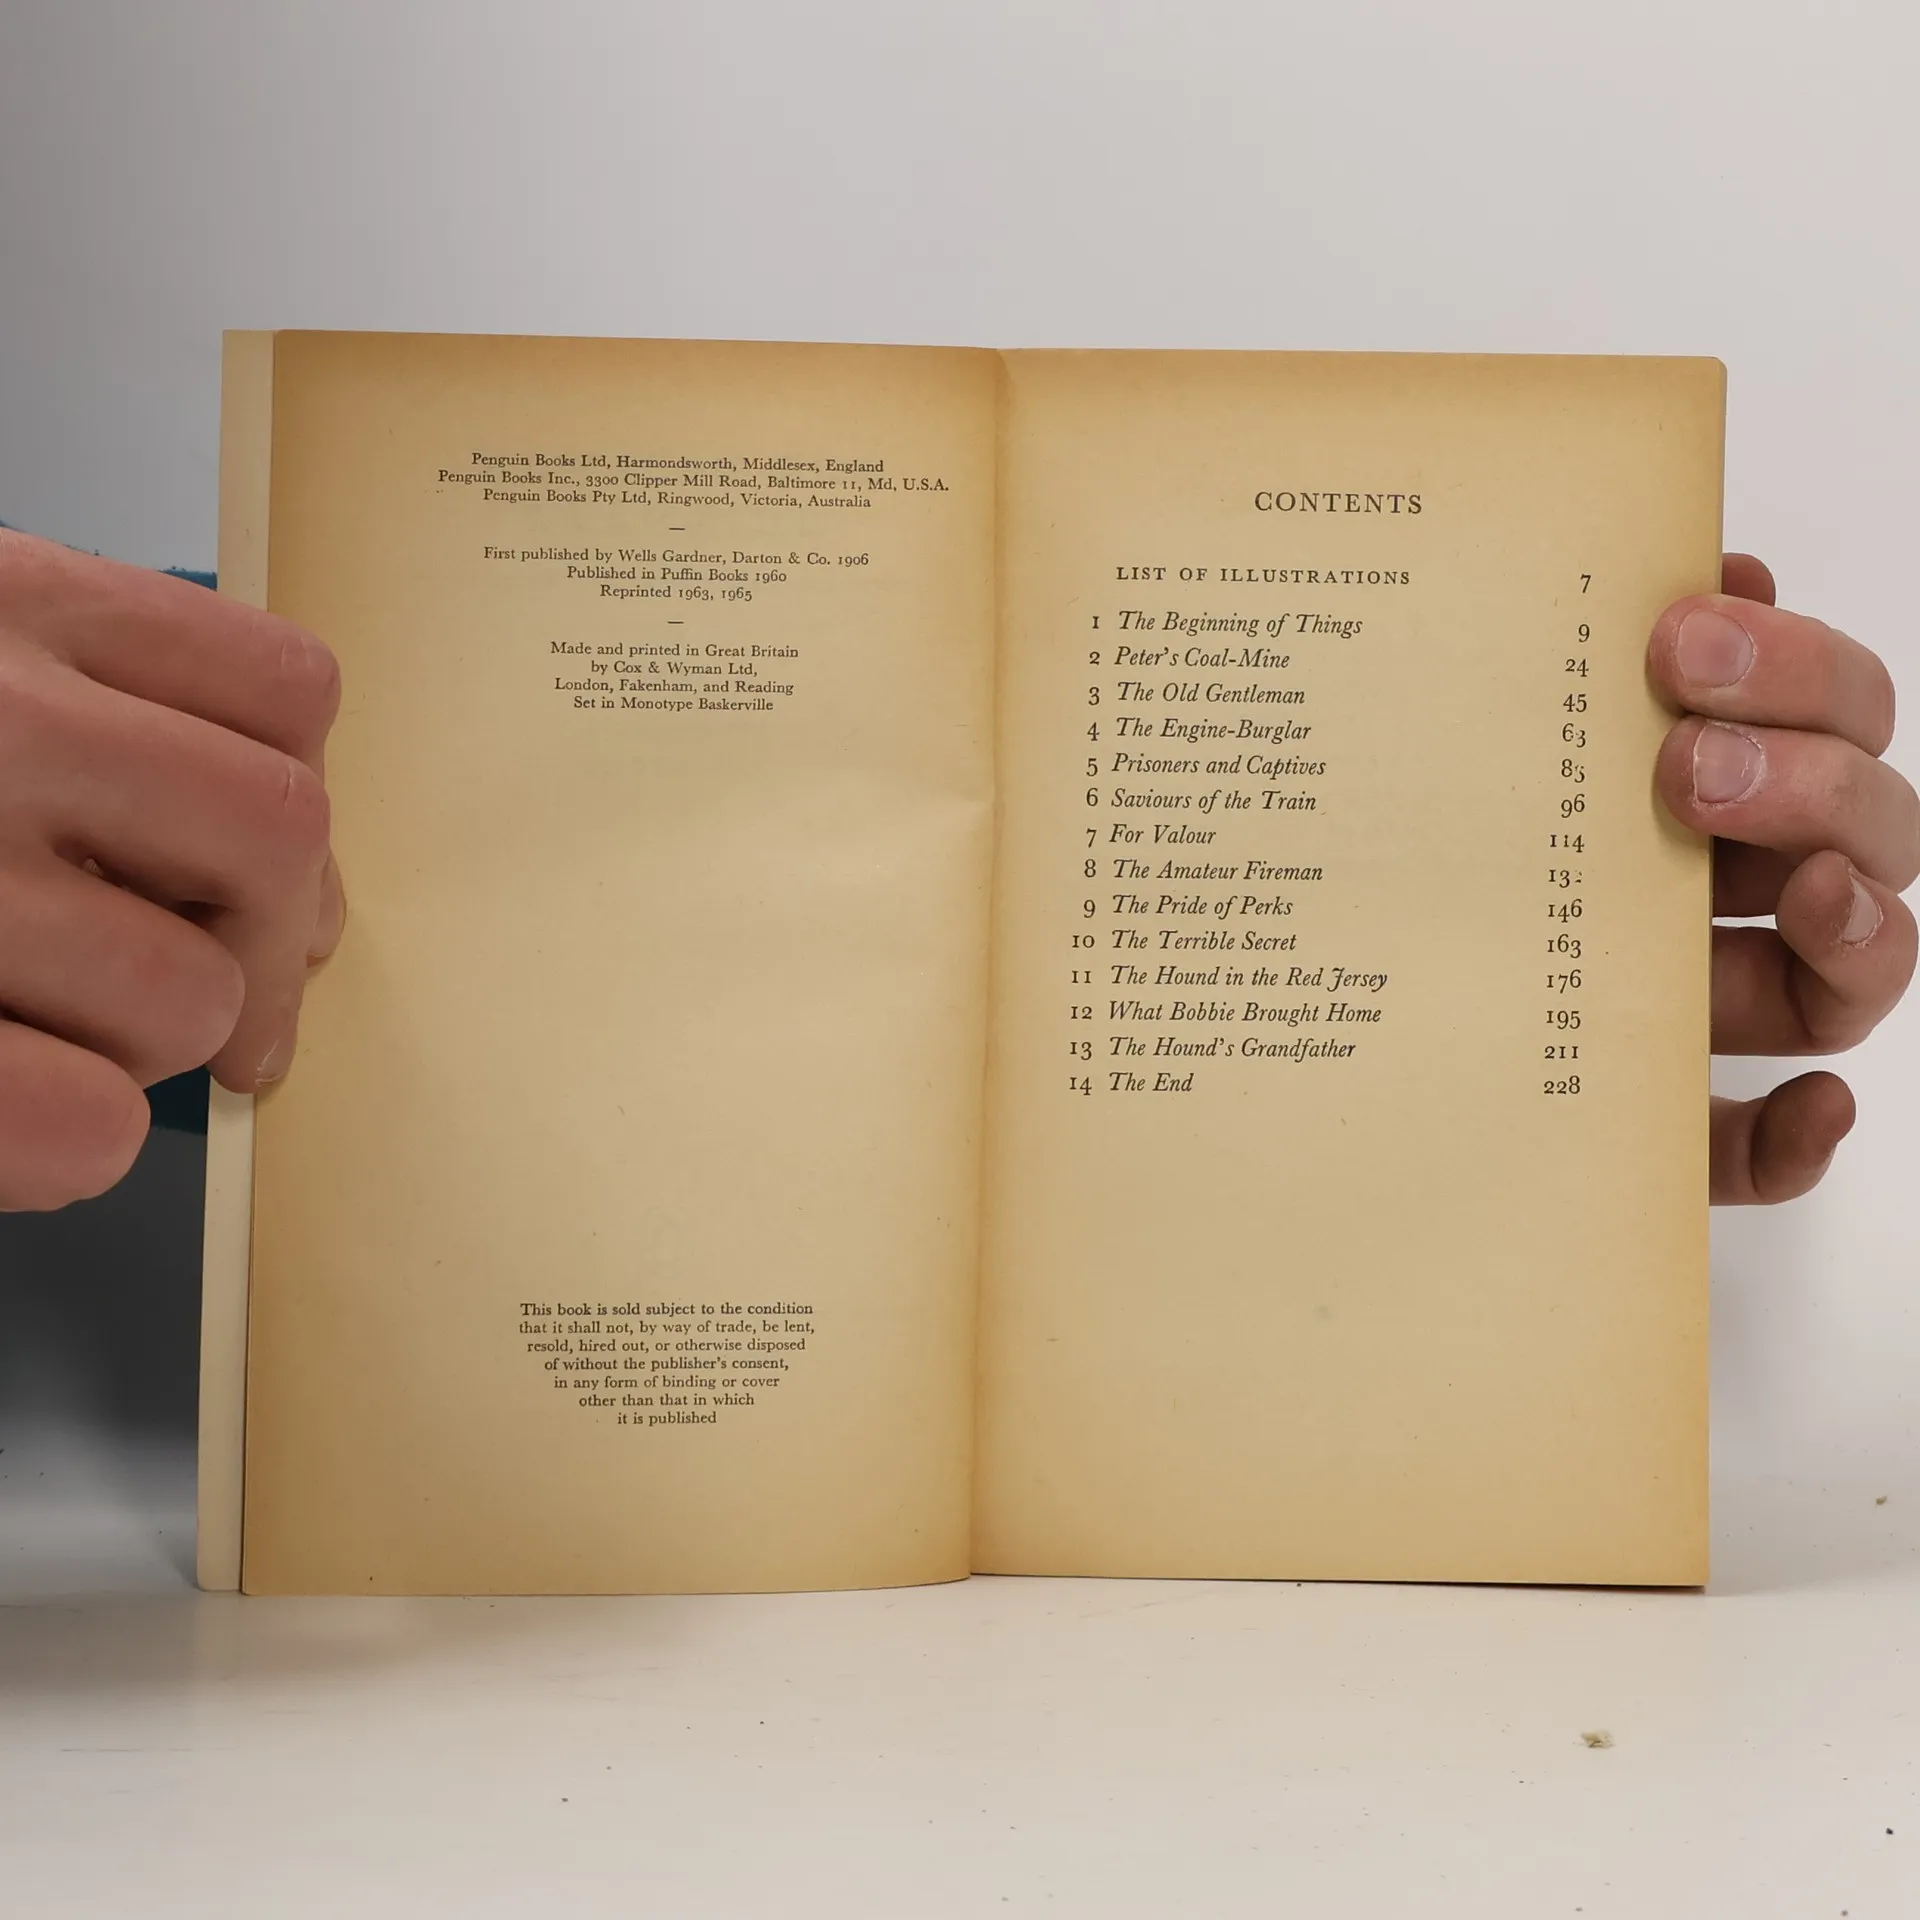 Penguin Books Ltd, Harmondsworth, Middlesex, England
Penguin Books Inc., 3300 Clipper Mill Road, Baltimore 11, Md, U.S.A.
Penguin Books Pty Ltd, Ringwood, Victoria, Australia
—
First published by Wells Gardner, Darton & Co. 1906
Published in Puffin Books 1960
Reprinted 1963, 1965
—
Made and printed in Great Britain
by Cox & Wyman Ltd,
London, Fakenham, and Reading
Set in Monotype Baskerville
This book is sold subject to the condition
that it shall not, by way of trade, be lent,
resold, hired out, or otherwise disposed
of without the publisher's consent,
in any form of binding or cover
other than that in which
it is published
CONTENTS
LIST OF ILLUSTRATIONS 7
1 The Beginning of Things 9
2 Peter's Coal-Mine 24
3 The Old Gentleman 45
4 The Engine-Burglar 63
5 Prisoners and Captives
6 Saviours of the Train 96
7 For Valour 114
8 The Amateur Fireman
9 The Pride of Perks 146
10 The Terrible Secret 163
11 The Hound in the Red Jersey 176
12 What Bobbie Brought Home 195
13 The Hound's Grandfather 211
14 The End 228